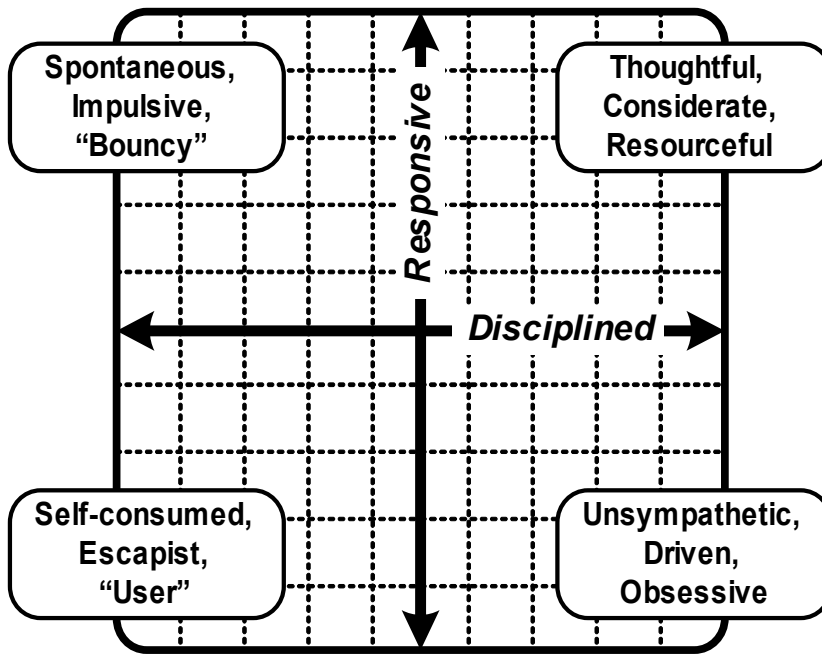 Spontaneous,
Impulsive,
“Bouncy”
Responsive
Thoughtful,
Considerate,
Resourceful
Disciplined
Self-consumed,
Escapist,
“User”
Unsympathetic,
Driven,
Obsessive